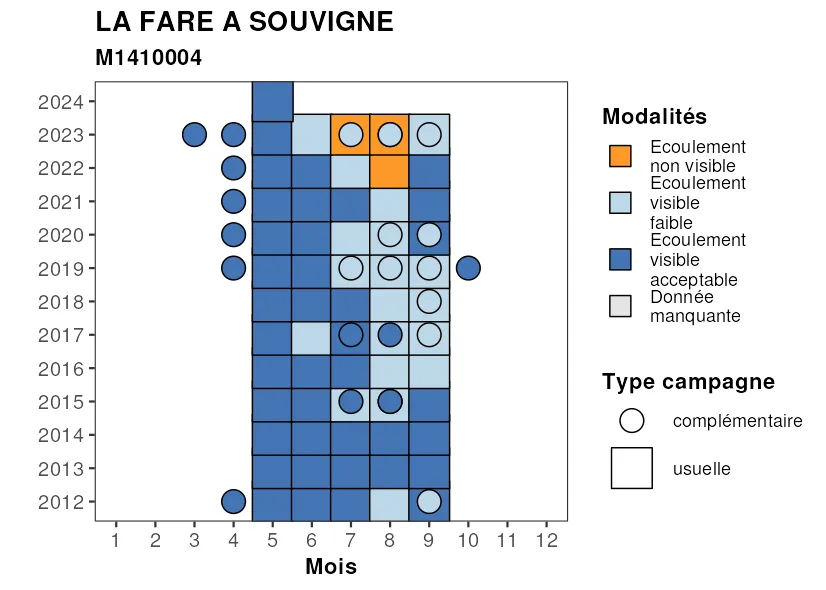 LA FARE A SOUVIGNE
M1410004
2024
2023
2022
2021
2020
2019
2018
2017
2016
2015
2014
2013
2012
1 2 3 4 5 6 7 8 9 10 11 12
Mois
Modalités
Ecoulement
non visible
Ecoulement
visible
faible
Ecoulement
visible
acceptable
Donnée
manquante
Type campagne
complémentaire
usuelle